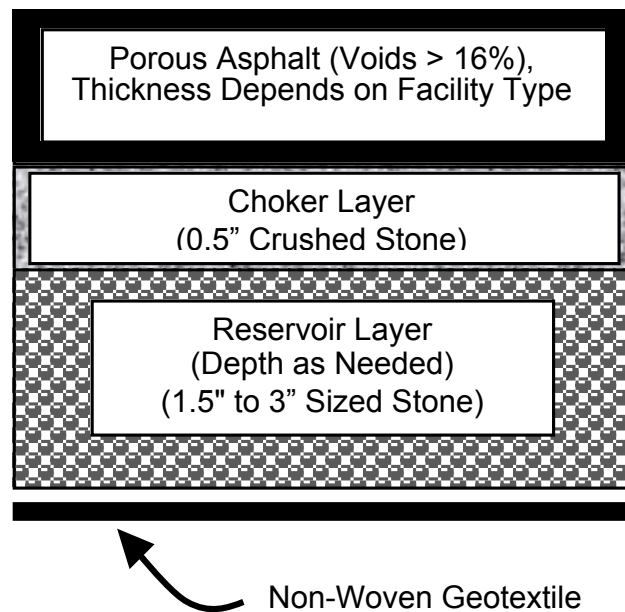 Porous Asphalt (Voids > 16%),
Thickness Depends on Facility Type
Choker Layer
(0.5” Crushed Stone)
Reservoir Layer
(Depth as Needed)
(1.5" to 3” Sized Stone)
Non-Woven Geotextile